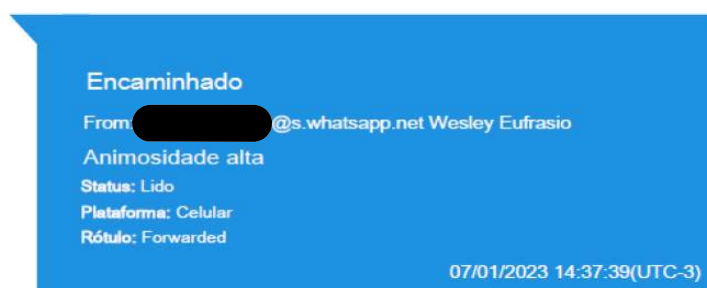 Encaminhado
From: @s.whatsapp.net Wesley Eufrasio
Animosidade alta
Status: Lido
Plataforma: Celular
Rótulo: Forwarded
07/01/2023 14:37:39(UTC-3)